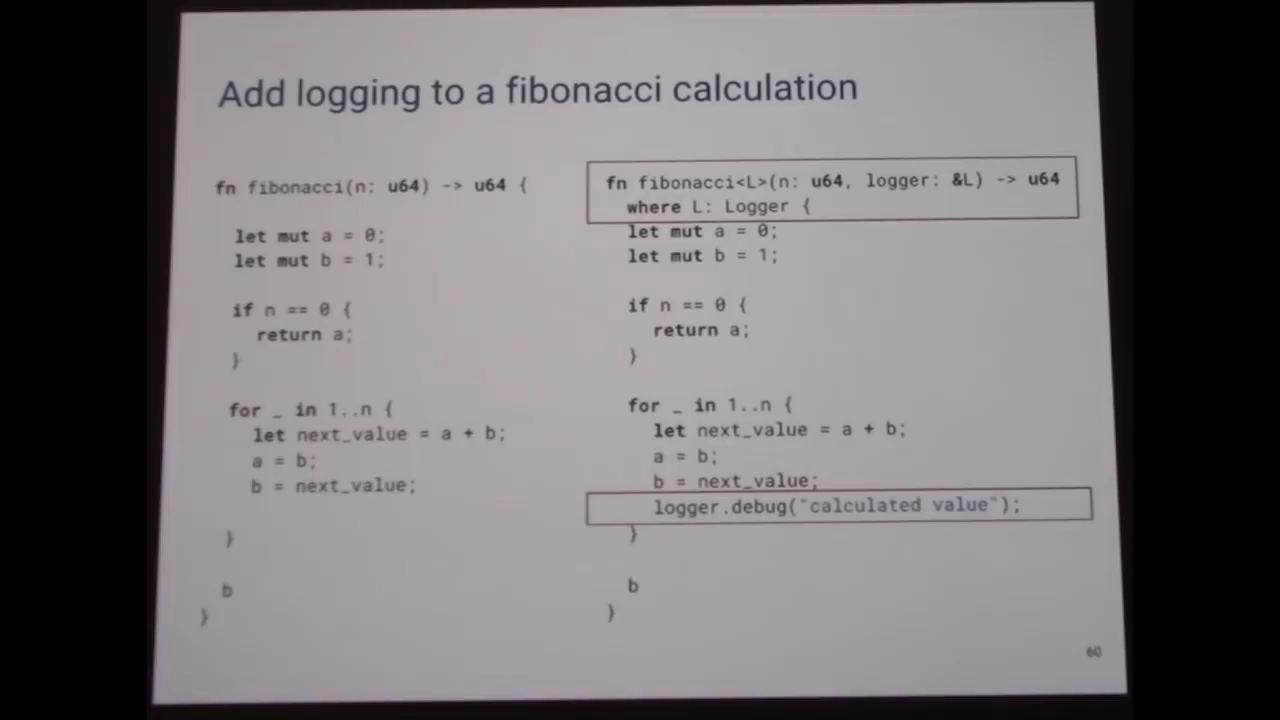 Add logging to a fibonacci calculation
fn fibonacci(n: u64) -> u64 {
let mut a = 0;
let mut b = 1;
if n == 0 {
return a;
}
for _ in 1..n {
let next_value = a + b;
a = b;
b = next_value;
}
b
}
fn fibonacci<L>(n: u64, logger: &L) -> u64
where L: Logger {
let mut a = 0;
let mut b = 1;
if n == 0 {
return a;
}
for _ in 1..n {
let next_value = a + b;
a = b;
b = next_value;
logger.debug("calculated value");
}
b
}
60